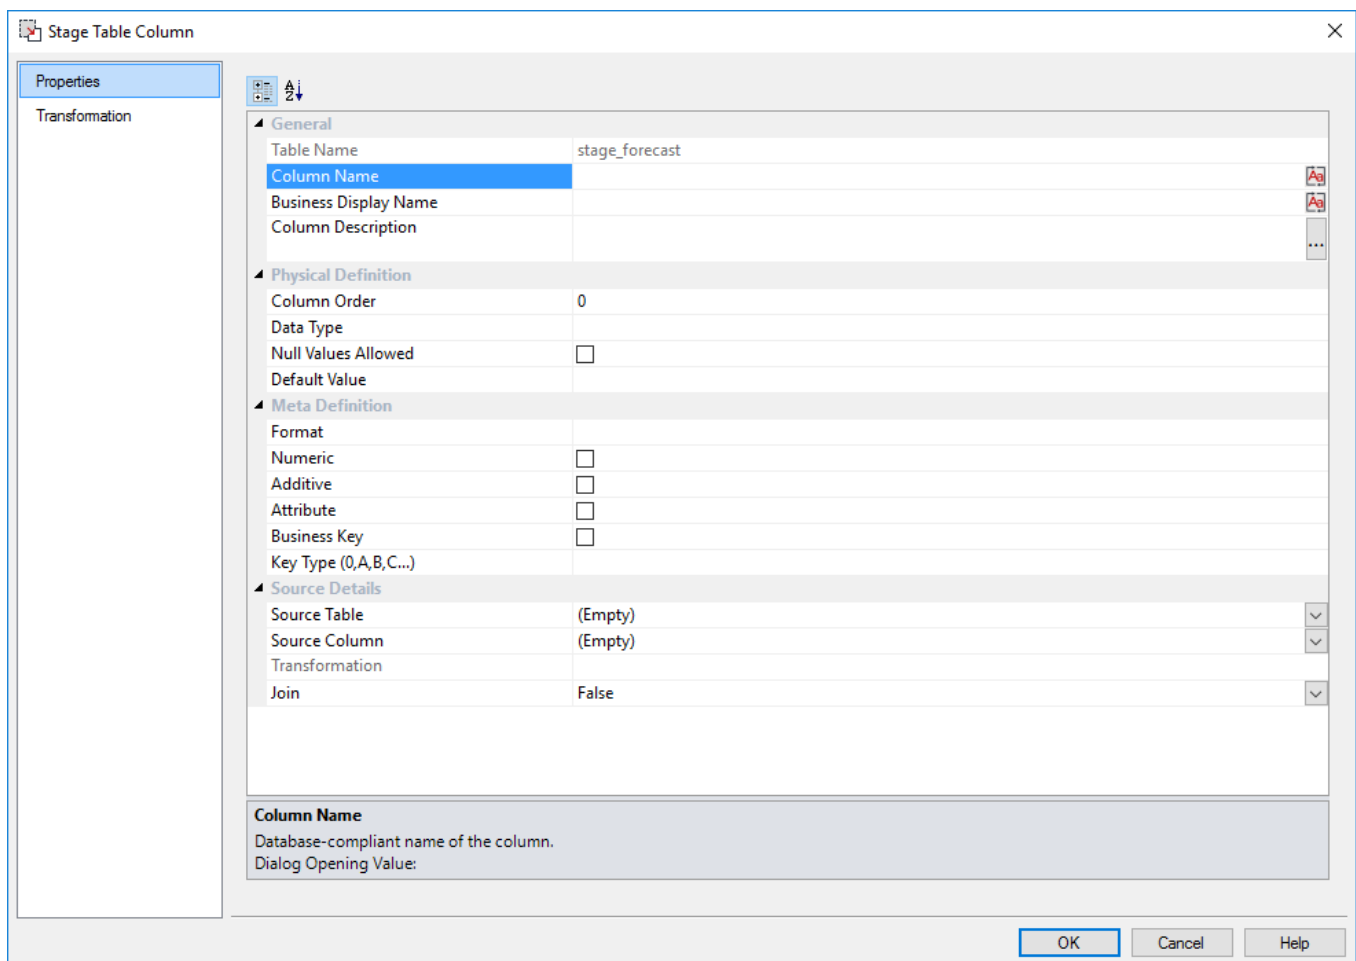 Stage Table Column
Properties
Transformation
General
Table Name stage_forecast
Column Name
Business Display Name
Column Description
...
Physical Definition
Column Order 0
Data Type
Null Values Allowed
Default Value
Meta Definition
Format
Numeric
Additive
Attribute
Business Key
Key Type (0,A,B,C...)
Source Details
Source Table (Empty)
Source Column (Empty)
Transformation
Join False
Column Name
Database-compliant name of the column.
Dialog Opening Value:
OK Cancel Help